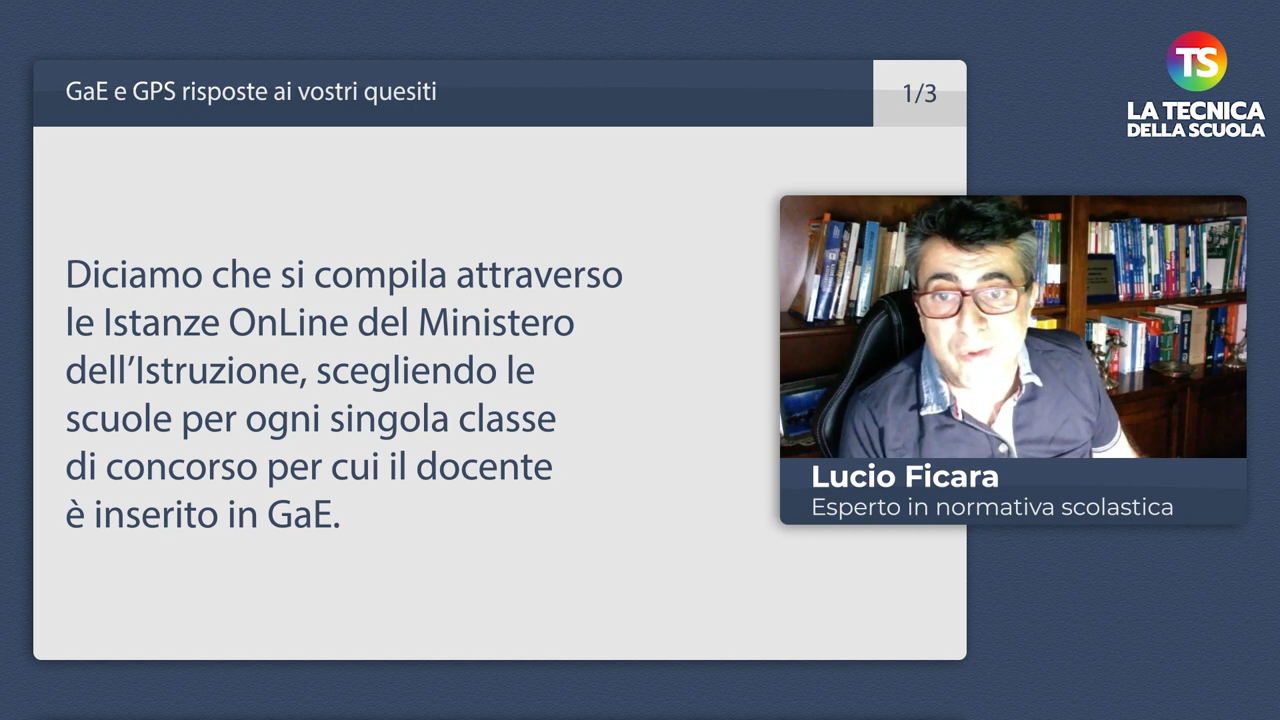 GaE e GPS risposte ai vostri quesiti
1/3
TS
LA TECNICA
DELLA SCUOLA
Diciamo che si compila attraverso
le Istanze OnLine del Ministero
dell’Istruzione, scegliendo le
scuole per ogni singola classe
di concorso per cui il docente
è inserito in GaE.
Lucio Ficara
Esperto in normativa scolastica